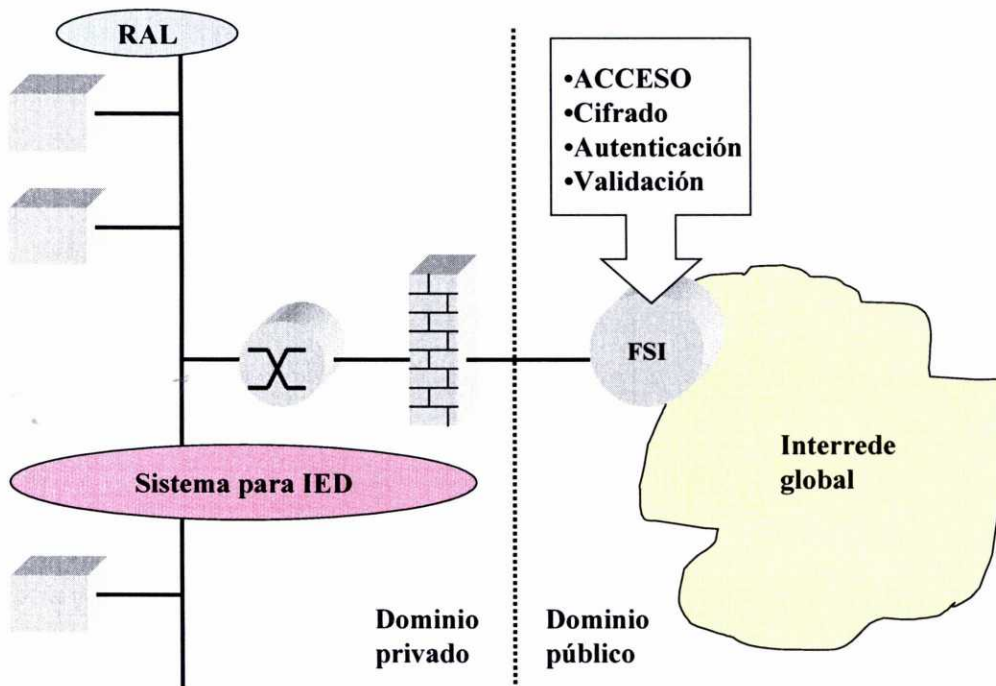 RAL
•ACCESO
•Cifrado
•Autenticación
•Validación
FSI
Interrede
global
Sistema para IED
Dominio
privado
Dominio
público